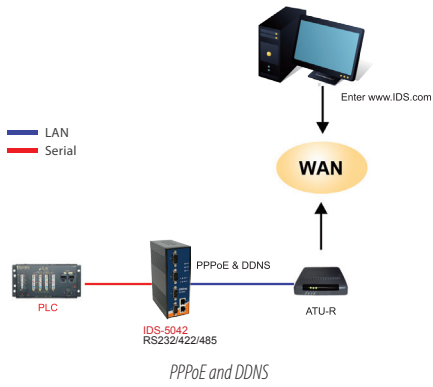 Enter www.IDS.com
LAN
Serial
WAN
PPPoE & DDNS
PLC
IDS-5042
RS232/422/485
ATU-R
PPPoE and DDNS